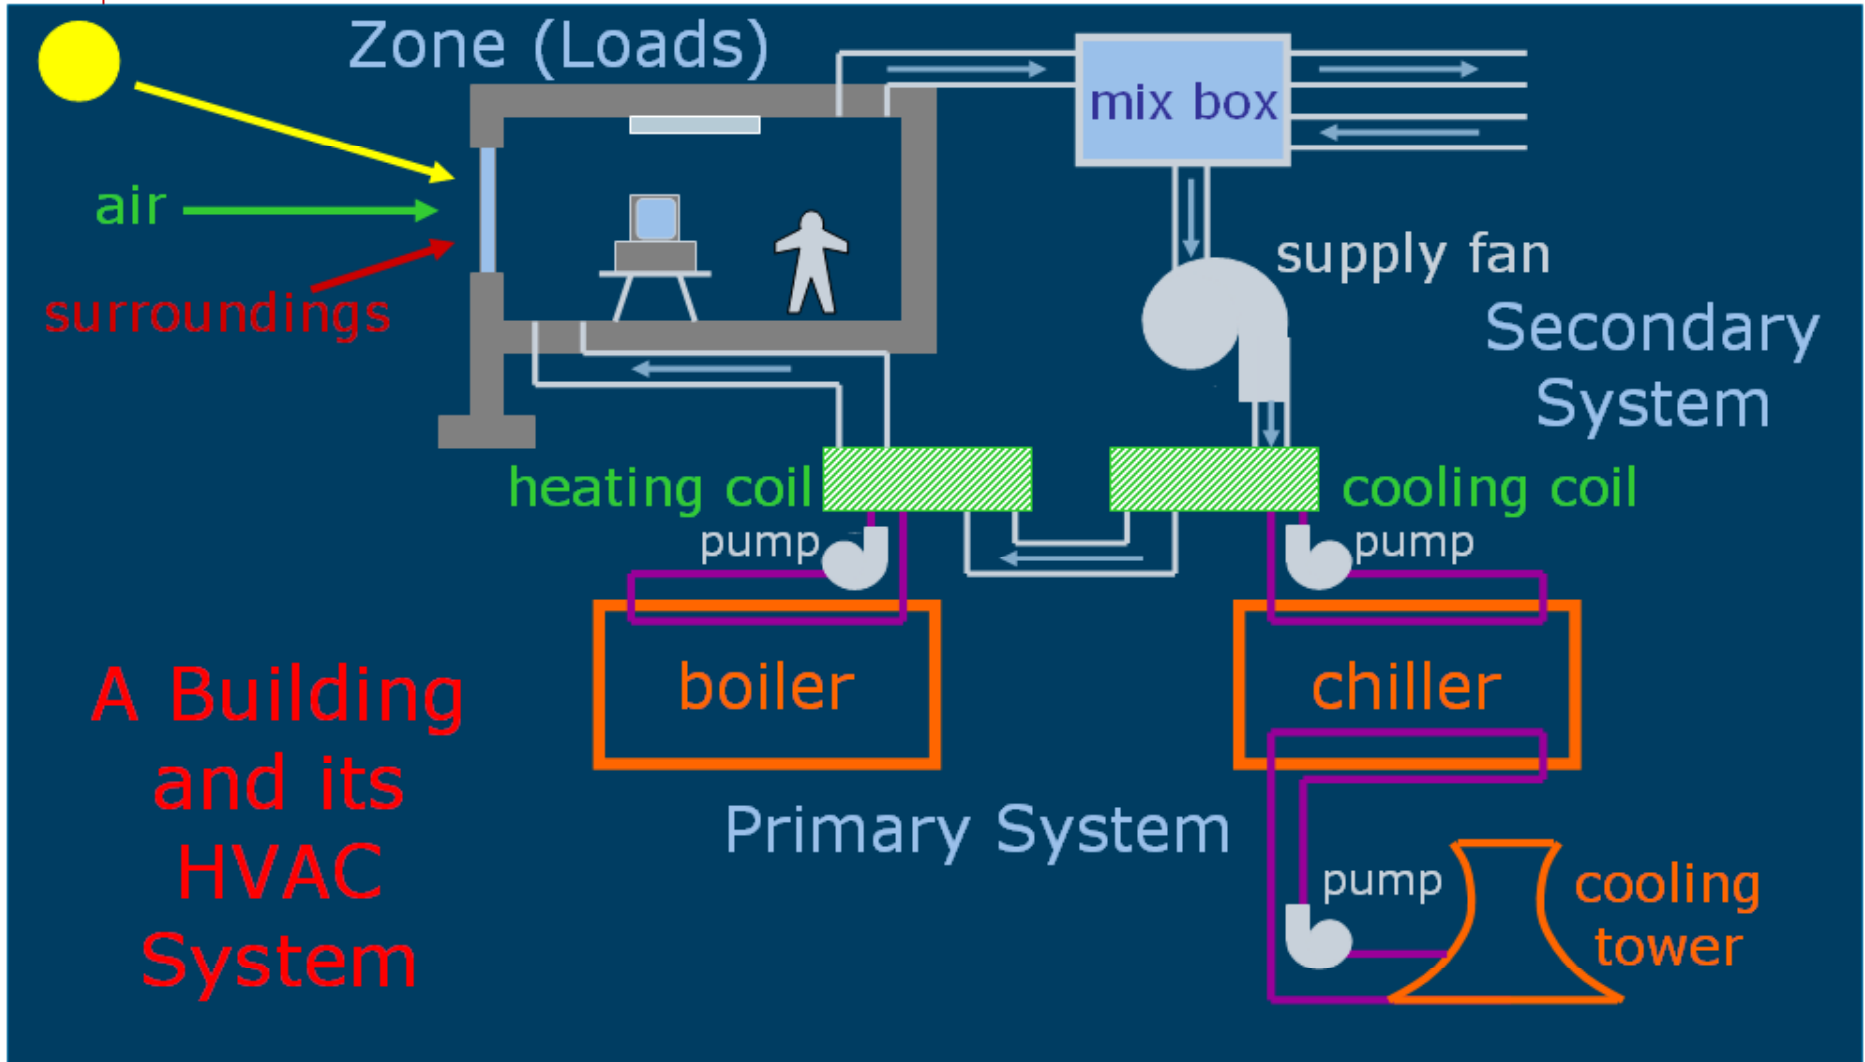 Zone (Loads)
mix box
air
surroundings
supply fan
Secondary
System
heating coil
cooling coil
pump
pump
boiler
chiller
A Building
and its
HVAC
System
Primary System
pump
cooling
tower